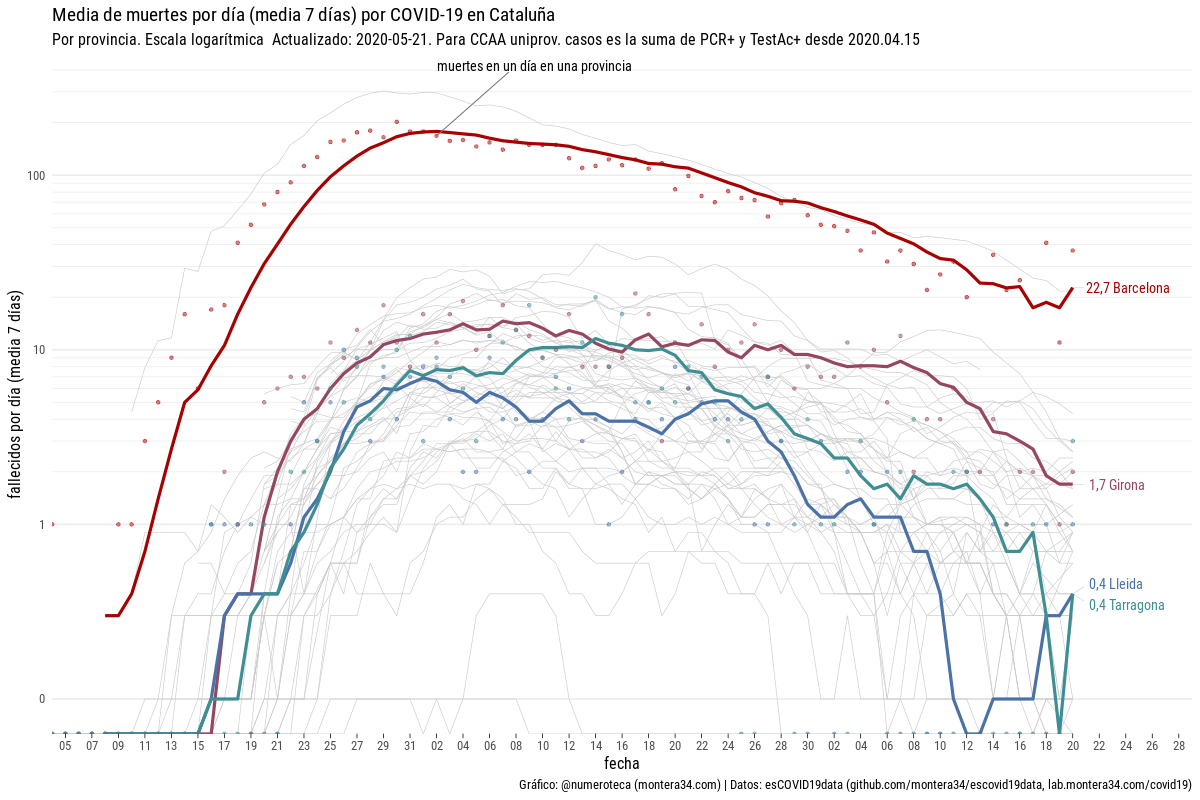 Media de muertes por día (media 7 días) por COVID-19 en Cataluña
Por provincia. Escala logarítmica  Actualizado: 2020-05-21. Para CCAA uniprov. casos es la suma de PCR+ y TestAc+ desde 2020.04.15
muertes en un día en una provincia
fallecidos por día (media 7 días)
100
10
1
0
22,7 Barcelona
1,7 Girona
0,4 Lleida
0,4 Tarragona
05 07 09 11 13 15 17 19 21 23 25 27 29 31 02 04 06 08 10 12 14 16 18 20 22 24 26 28 30 02 04 06 08 10 12 14 16 18 20 22 24 26 28
fecha
Gráfico: @numeroteca (montera34.com) | Datos: esCOVID19data (github.com/montera34/escovid19data, lab.montera34.com/covid19)